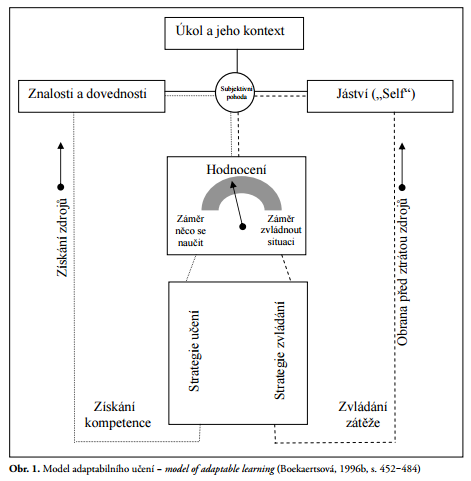 Úkol a jeho kontext
Znalosti a dovednosti
Subjektivní
pohoda
Jáství („Self“)
Hodnocení
Záměr
něco se
naučit
Záměr
zvládnout
situaci
Získání zdrojů
Obrana před ztrátou zdrojů
Strategie učení
Strategie zvládání
Získání
kompetence
Zvládání
zátěže
Obr. 1. Model adaptabilního učení – model of adaptable learning (Boekaertsová, 1996b, s. 452−484)